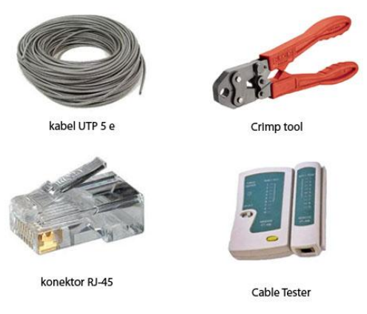 kabel UTP 5 e
Crimp tool
konektor RJ-45
Cable Tester